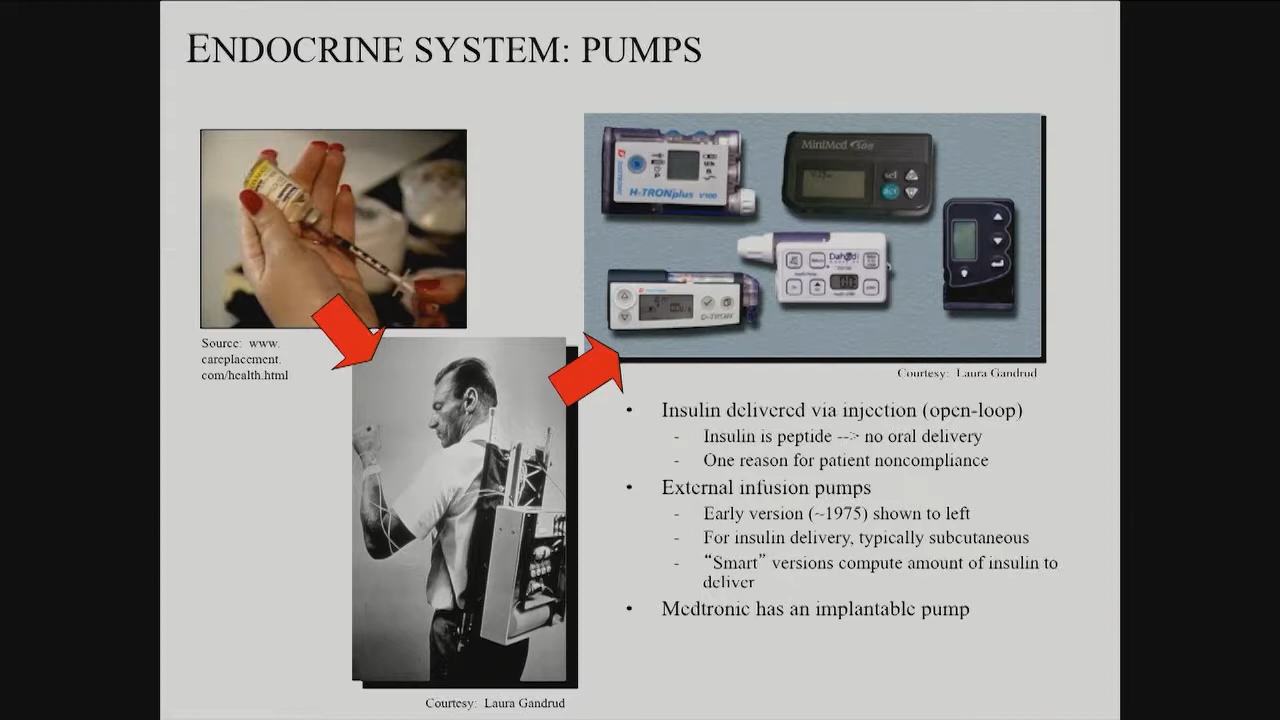 ENDOCRINE SYSTEM: PUMPS
H-TRONplus V100
MiniMed 508
D-TRON
Source: www.
careplacement.
com/health.html
Courtesy: Laura Gandrud
• Insulin delivered via injection (open-loop)
- Insulin is peptide --> no oral delivery
- One reason for patient noncompliance
• External infusion pumps
- Early version (~1975) shown to left
- For insulin delivery, typically subcutaneous
- “Smart” versions compute amount of insulin to
deliver
• Medtronic has an implantable pump
Courtesy: Laura Gandrud